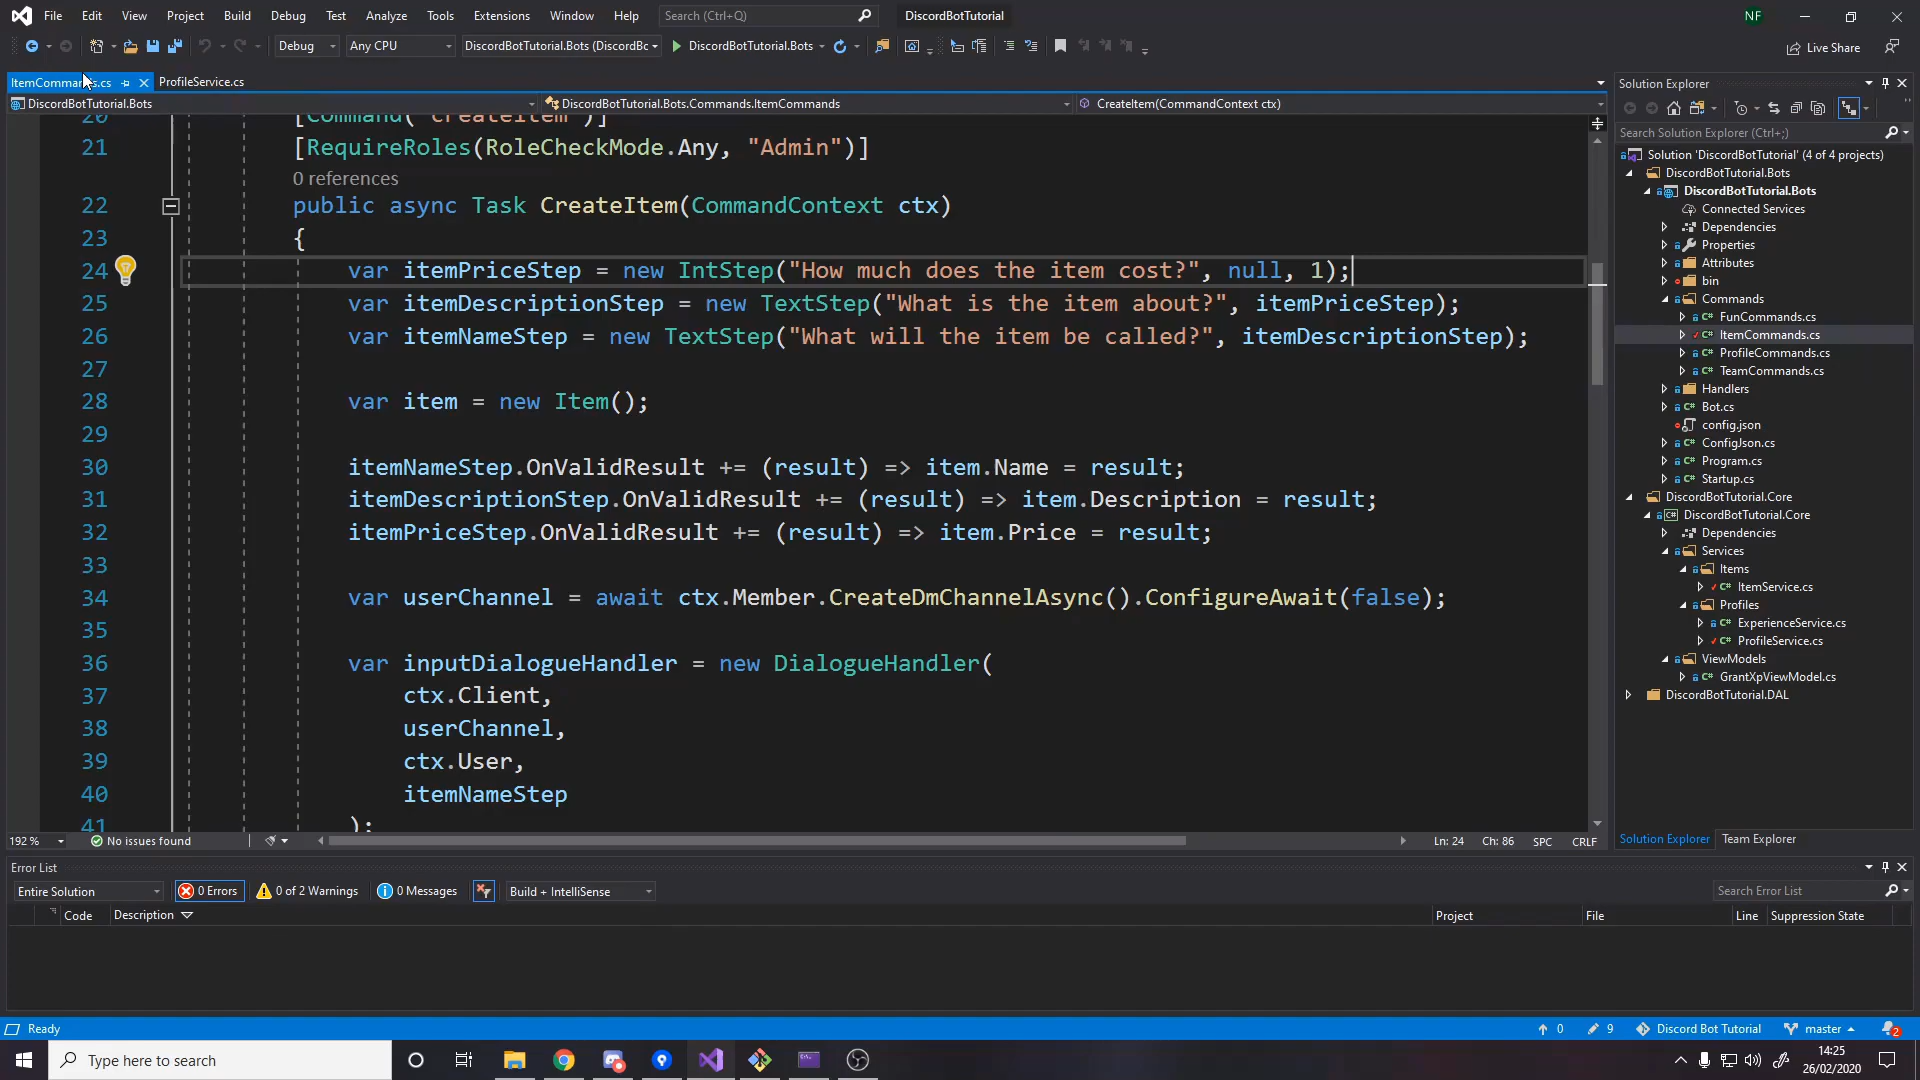 File Edit View Project Build Debug Test Analyze Tools Extensions Window Help Search (Ctrl+Q) DiscordBotTutorial NF
Debug Any CPU DiscordBotTutorial.Bots (DiscordBc DiscordBotTutorial.Bots Live Share
ItemCommands.cs ProfileService.cs
DiscordBotTutorial.Bots DiscordBotTutorial.Bots.Commands.ItemCommands CreateItem(CommandContext ctx)
20 [Command("createitem")]
21 [RequireRoles(RoleCheckMode.Any, "Admin")]
0 references
22 public async Task CreateItem(CommandContext ctx)
23 {
24 var itemPriceStep = new IntStep("How much does the item cost?", null, 1);
25 var itemDescriptionStep = new TextStep("What is the item about?", itemPriceStep);
26 var itemNameStep = new TextStep("What will the item be called?", itemDescriptionStep);
27
28 var item = new Item();
29
30 itemNameStep.OnValidResult += (result) => item.Name = result;
31 itemDescriptionStep.OnValidResult += (result) => item.Description = result;
32 itemPriceStep.OnValidResult += (result) => item.Price = result;
33
34 var userChannel = await ctx.Member.CreateDmChannelAsync().ConfigureAwait(false);
35
36 var inputDialogueHandler = new DialogueHandler(
37 ctx.Client,
38 userChannel,
39 ctx.User,
40 itemNameStep
41 );
192 % No issues found Ln: 24 Ch: 86 SPC CRLF
Solution Explorer
Search Solution Explorer (Ctrl+;)
Solution 'DiscordBotTutorial' (4 of 4 projects)
DiscordBotTutorial.Bots
DiscordBotTutorial.Bots
Connected Services
Dependencies
Properties
Attributes
bin
Commands
FunCommands.cs
ItemCommands.cs
ProfileCommands.cs
TeamCommands.cs
Handlers
Bot.cs
config.json
ConfigJson.cs
Program.cs
Startup.cs
DiscordBotTutorial.Core
DiscordBotTutorial.Core
Dependencies
Services
Items
ItemService.cs
Profiles
ExperienceService.cs
ProfileService.cs
ViewModels
GrantXpViewModel.cs
DiscordBotTutorial.DAL
Solution Explorer Team Explorer
Error List
Entire Solution 0 Errors 0 of 2 Warnings 0 Messages Build + IntelliSense Search Error List
Code Description Project File Line Suppression State
Ready 0 9 Discord Bot Tutorial master 2
Type here to search 14:25
26/02/2020